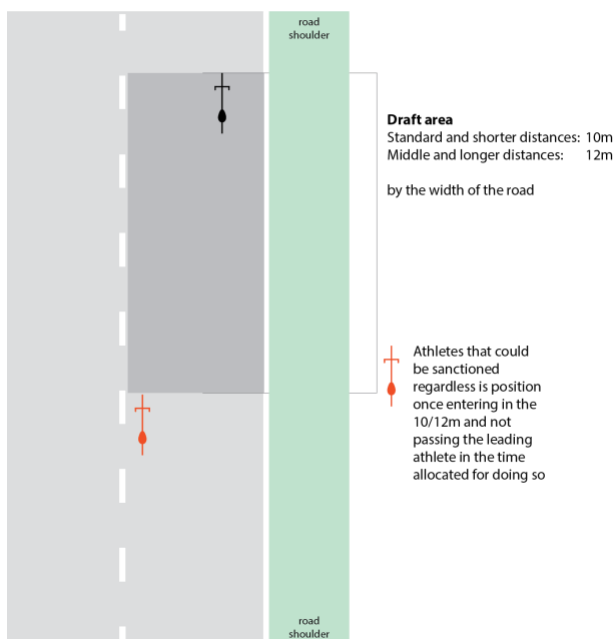 road
shoulder
Draft area
Standard and shorter distances: 10m
Middle and longer distances: 12m
by the width of the road
Athletes that could
be sanctioned
regardless is position
once entering in the
10/12m and not
passing the leading
athlete in the time
allocated for doing so
road
shoulder